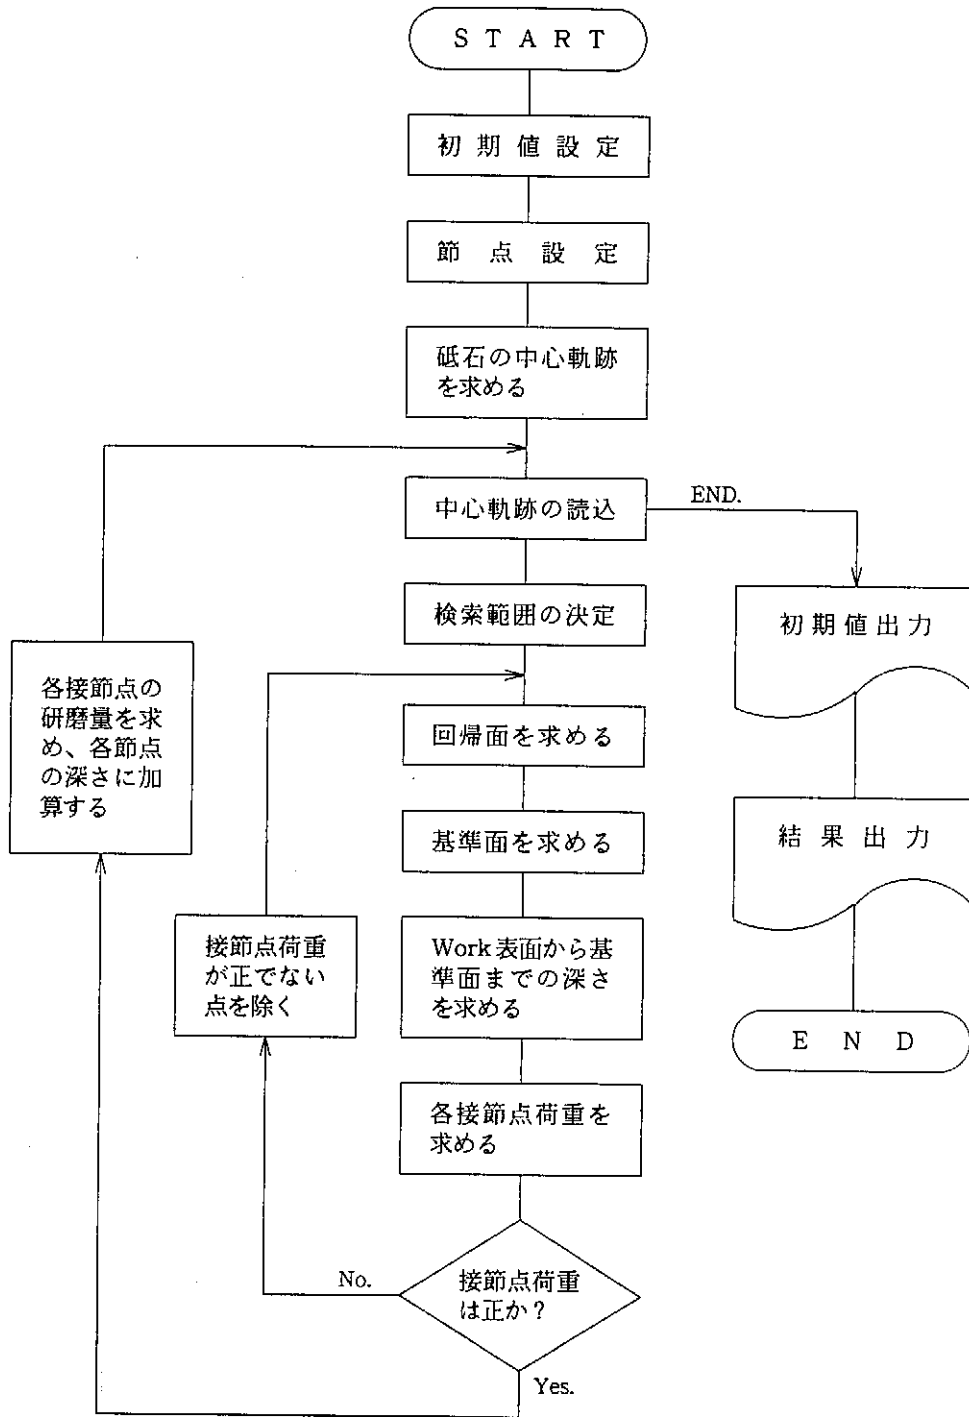 START
初期値設定
節点設定
砥石の中心軌跡
を求める
中心軌跡の読込
END.
検索範囲の決定
初期値出力
各接節点の
研磨量を求
め、各節点
の深さに加
算する
回帰面を求める
基準面を求める
結果出力
接節点荷重
が正でない
点を除く
Work表面から基
準面までの深さ
を求める
END
各接節点荷重を
求める
No.
接節点荷重
は正か?
Yes.